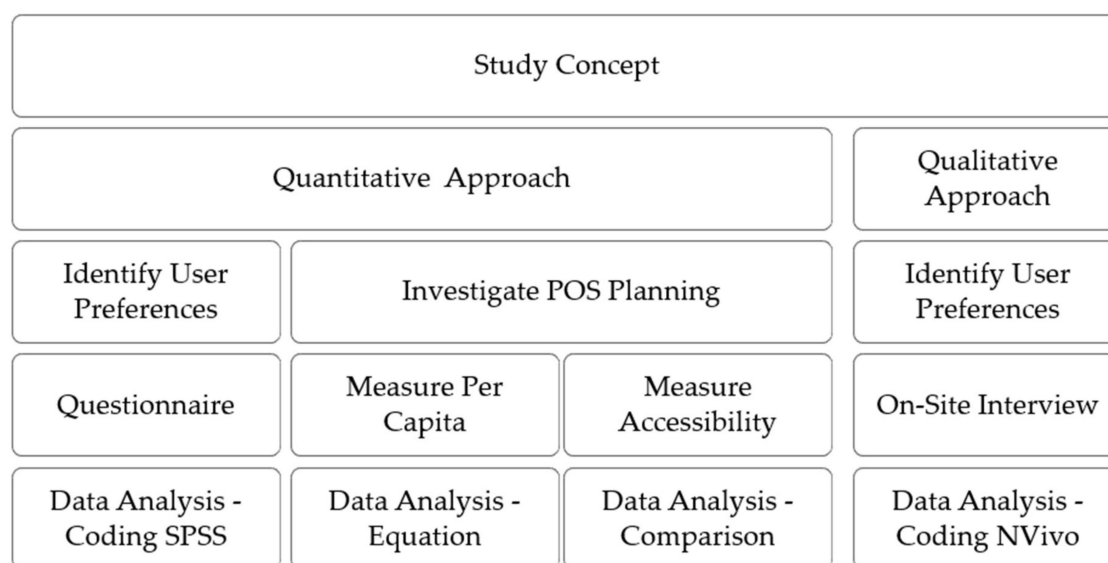 Study Concept
Quantitative Approach
Qualitative
Approach
Identify User
Preferences
Investigate POS Planning
Identify User
Preferences
Questionnaire
Measure Per
Capita
Measure
Accessibility
On-Site Interview
Data Analysis -
Coding SPSS
Data Analysis -
Equation
Data Analysis -
Comparison
Data Analysis -
Coding NVivo